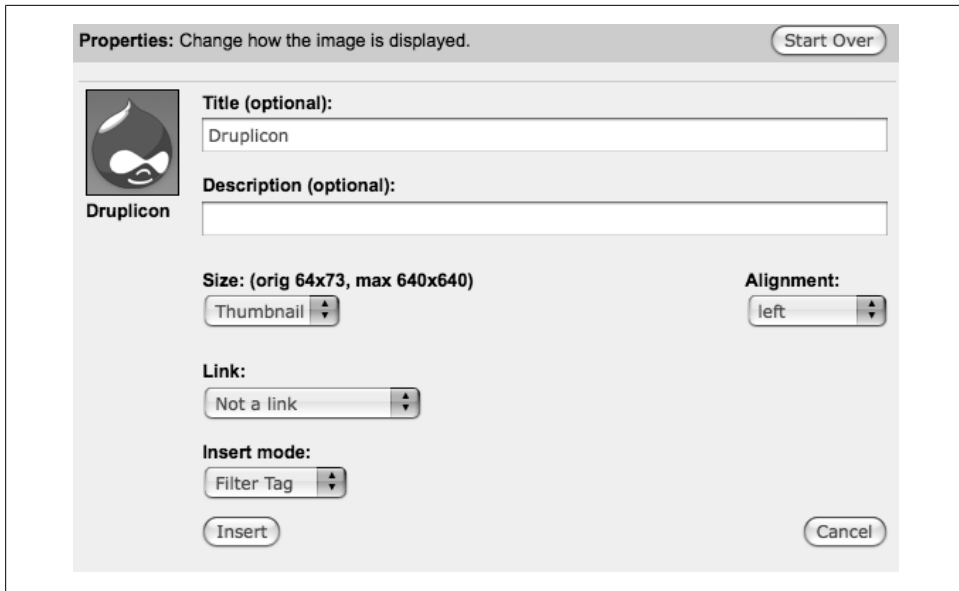 Properties: Change how the image is displayed.
Start Over
Title (optional):
Druplicon
Druplicon
Description (optional):
Size: (orig 64x73, max 640x640)
Alignment:
Thumbnail
left
Link:
Not a link
Insert mode:
Filter Tag
Insert
Cancel